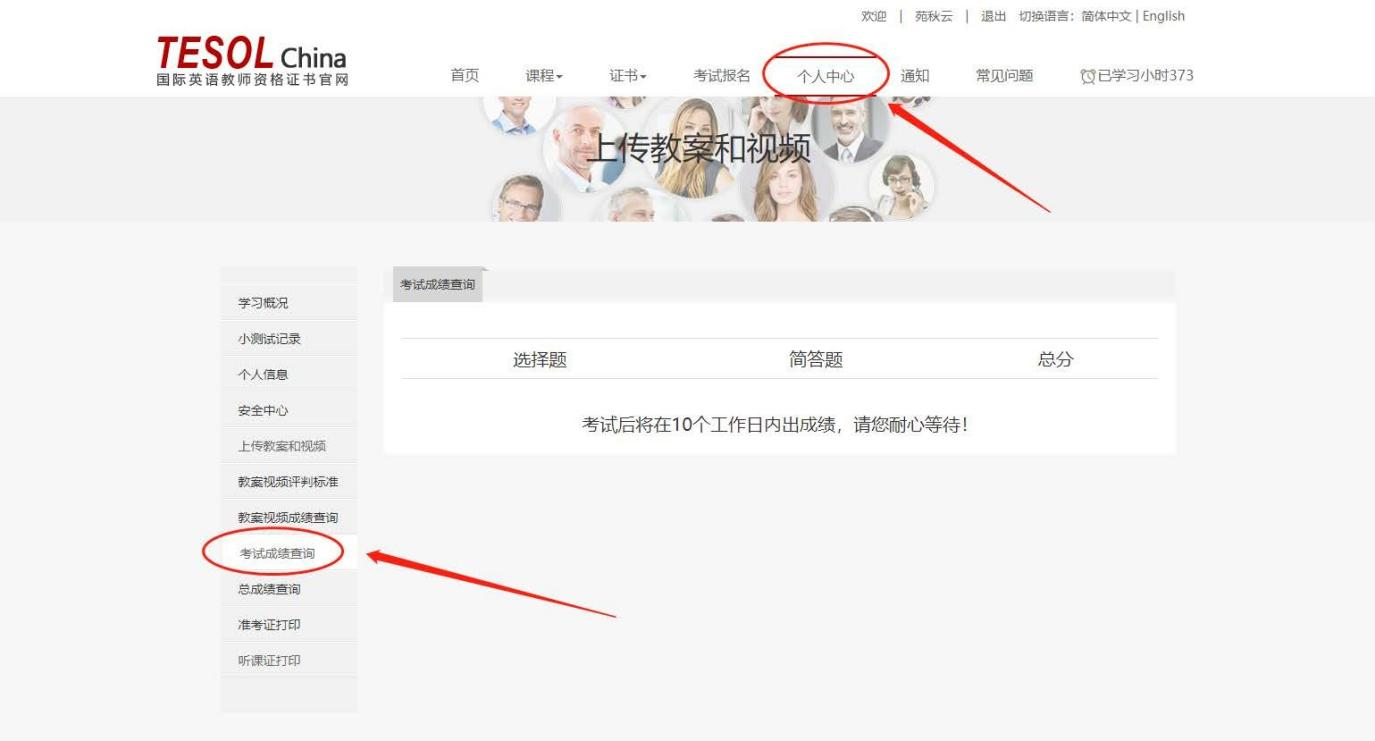 欢迎 | 苑秋云 | 退出 切换语言：简体中文 | English
TESOL China
国际英语教师资格证书官网
首页 课程 证书 考试报名 个人中心 通知 常见问题 已学习小时373
上传教案和视频
学习概况
小测试记录
个人信息
安全中心
上传教案和视频
教案视频评判标准
教案视频成绩查询
考试成绩查询
总成绩查询
准考证打印
听课证打印
考试成绩查询
选择题 简答题 总分
考试后将在10个工作日内出成绩，请您耐心等待！